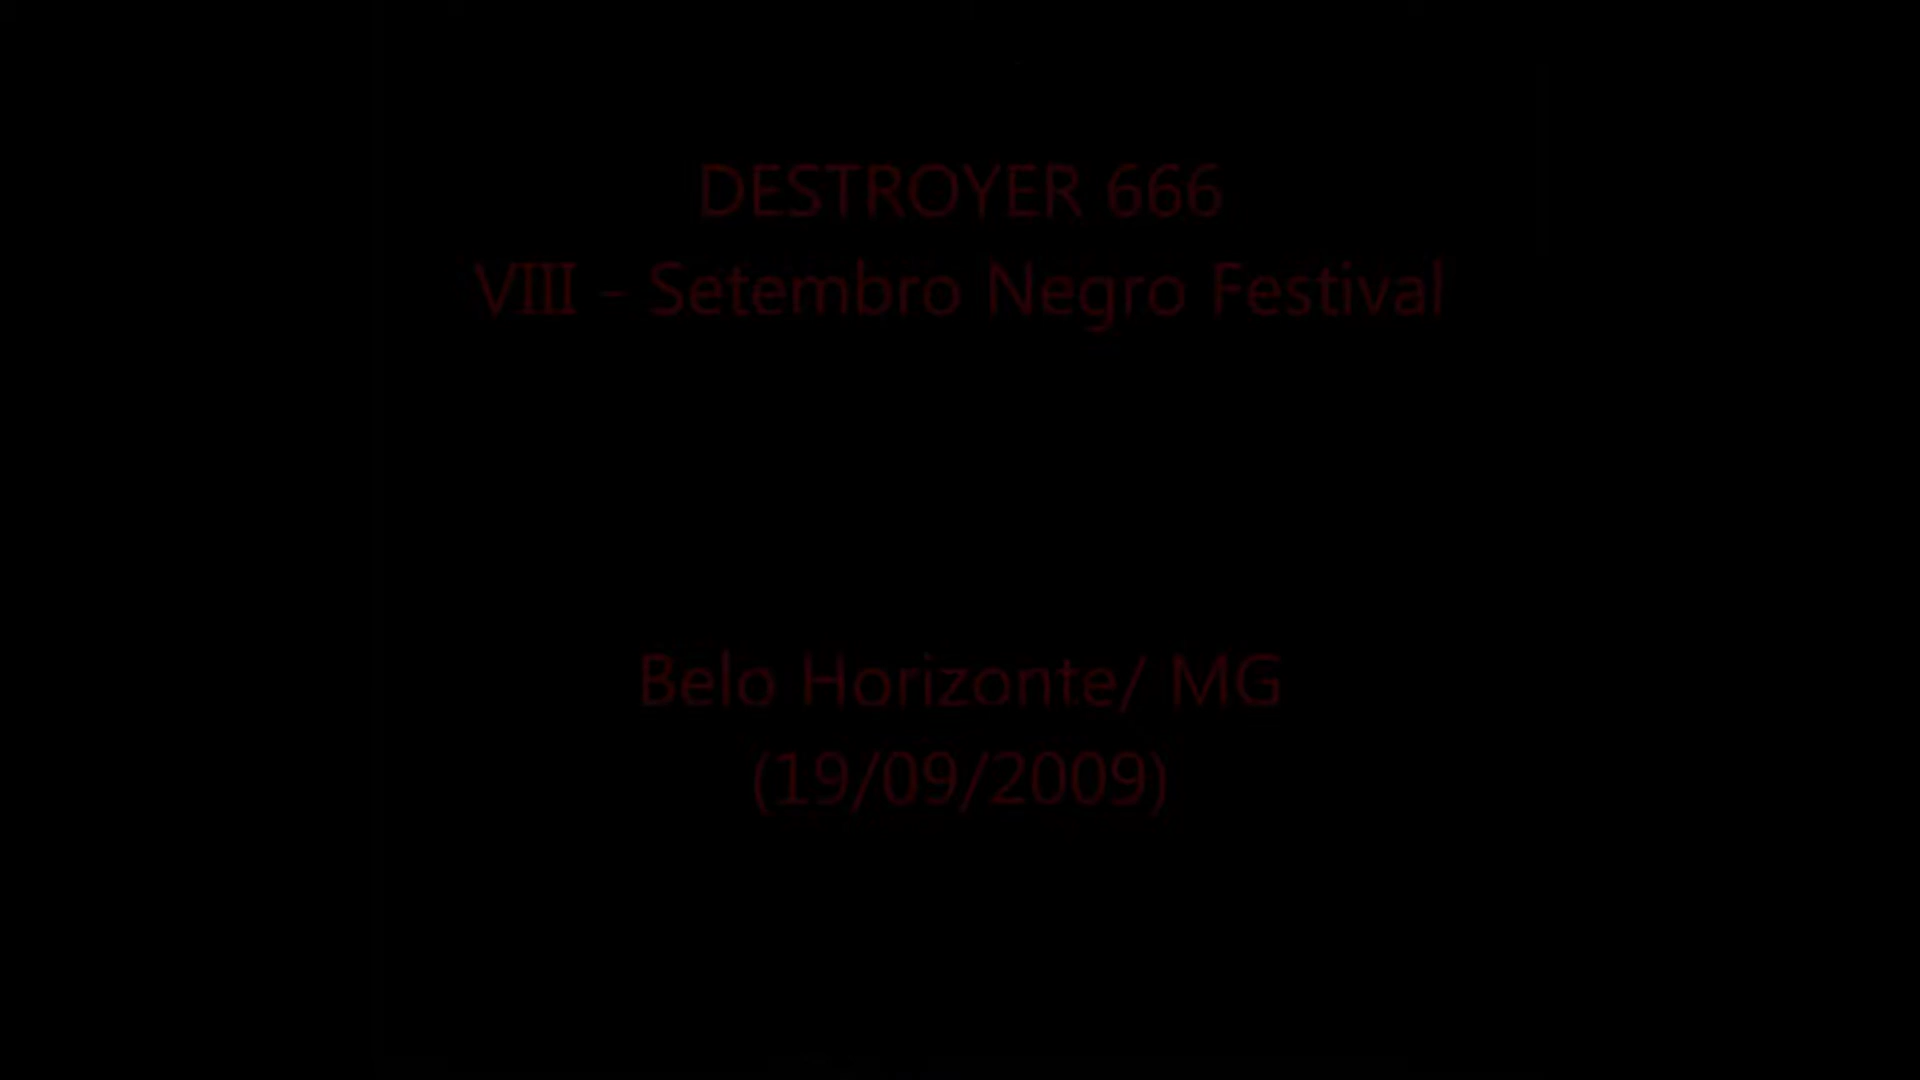 DESTROYER 666
VIII - Setembro Negro Festival
Belo Horizonte/ MG
(19/09/2009)